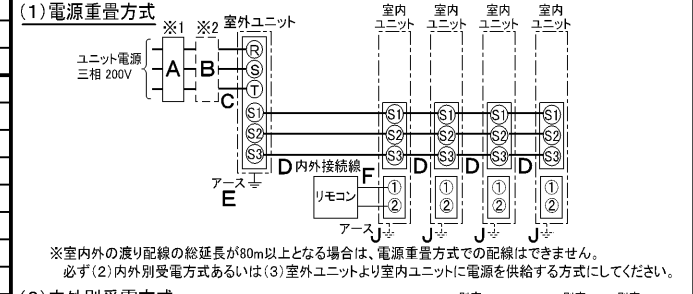 (1)電源重畳方式
※1 ※2 室外ユニット 室内ユニット 室内ユニット 室内ユニット 室内ユニット
ユニット電源
三相 200V
A B C
R
S
T
S1 S1 S1 S1 S1
S2 S2 S2 S2 S2
S3 S3 S3 S3 S3
D 内外接続線 D D D
F
アース
E
リモコン
① ① ① ①
② ② ② ②
アース J J J J
※室内外の渡り配線の総延長が80m以上となる場合は、電源重畳方式での配線はできません。
必ず(2)内外別受電方式あるいは(3)室外ユニットより室内ユニットに電源を供給する方式にしてください。